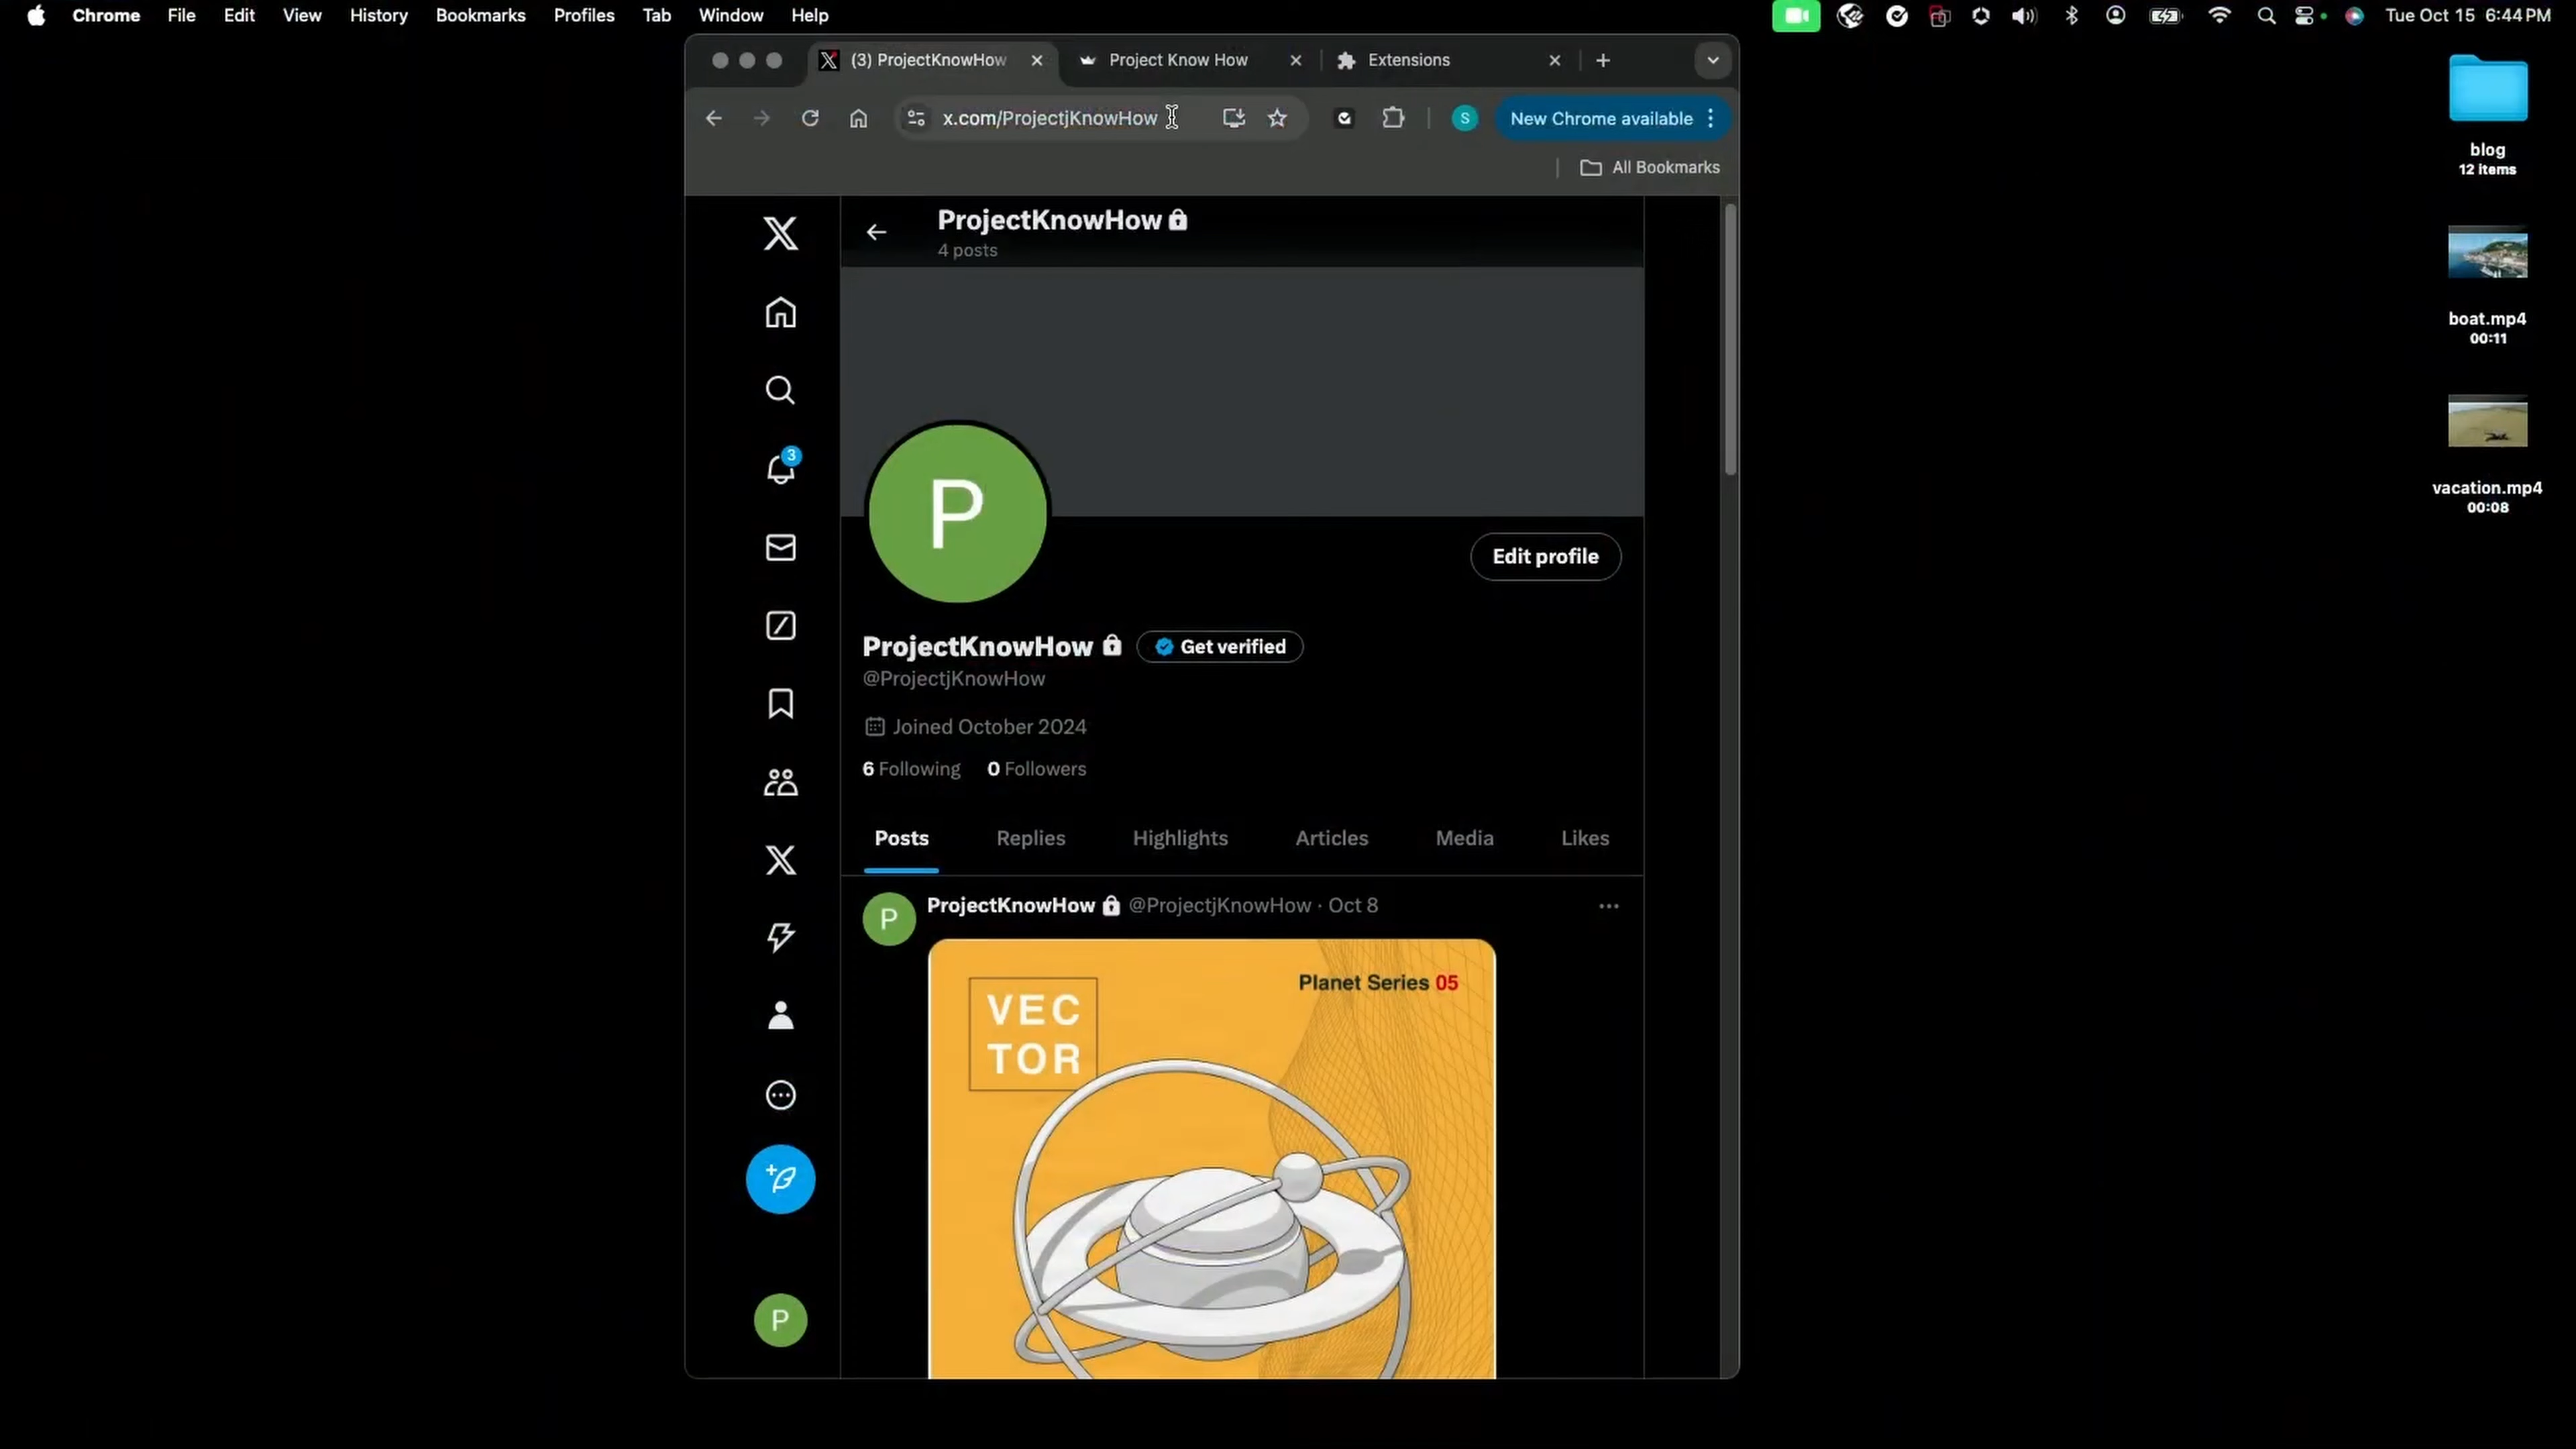 Chrome File Edit View History Bookmarks Profiles Tab Window Help Tue Oct 15 6:44 PM
(3) ProjectKnowHow Project Know How Extensions
x.com/ProjectjKnowHow S New Chrome available
All Bookmarks
ProjectKnowHow
4 posts
3
P
Edit profile
ProjectKnowHow Get verified
@ProjectjKnowHow
Joined October 2024
6 Following 0 Followers
Posts Replies Highlights Articles Media Likes
P ProjectKnowHow @ProjectjKnowHow · Oct 8
Planet Series 05
VEC
TOR
P
blog
12 items
boat.mp4
00:11
vacation.mp4
00:08